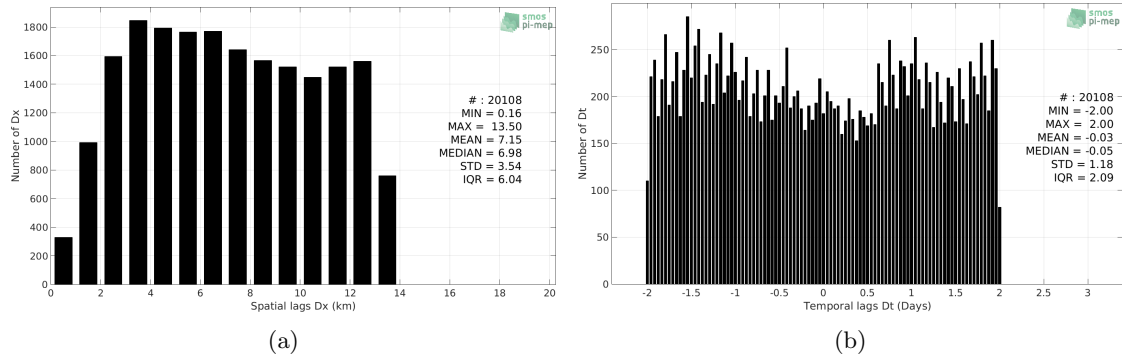 smos
pi-mep
1800
1600
1400
1200
1000
800
600
400
200
0
Number of Dx
# : 20108
MIN = 0.16
MAX = 13.50
MEAN = 7.15
MEDIAN = 6.98
STD = 3.54
IQR = 6.04
0 2 4 6 8 10 12 14 16 18 20
Spatial lags Dx (km)
(a)
smos
pi-mep
250
200
150
100
50
0
Number of Dt
# : 20108
MIN = -2.00
MAX = 2.00
MEAN = -0.03
MEDIAN = -0.05
STD = 1.18
IQR = 2.09
-2 -1.5 -1 -0.5 0 0.5 1 1.5 2 2.5 3
Temporal lags Dt (Days)
(b)